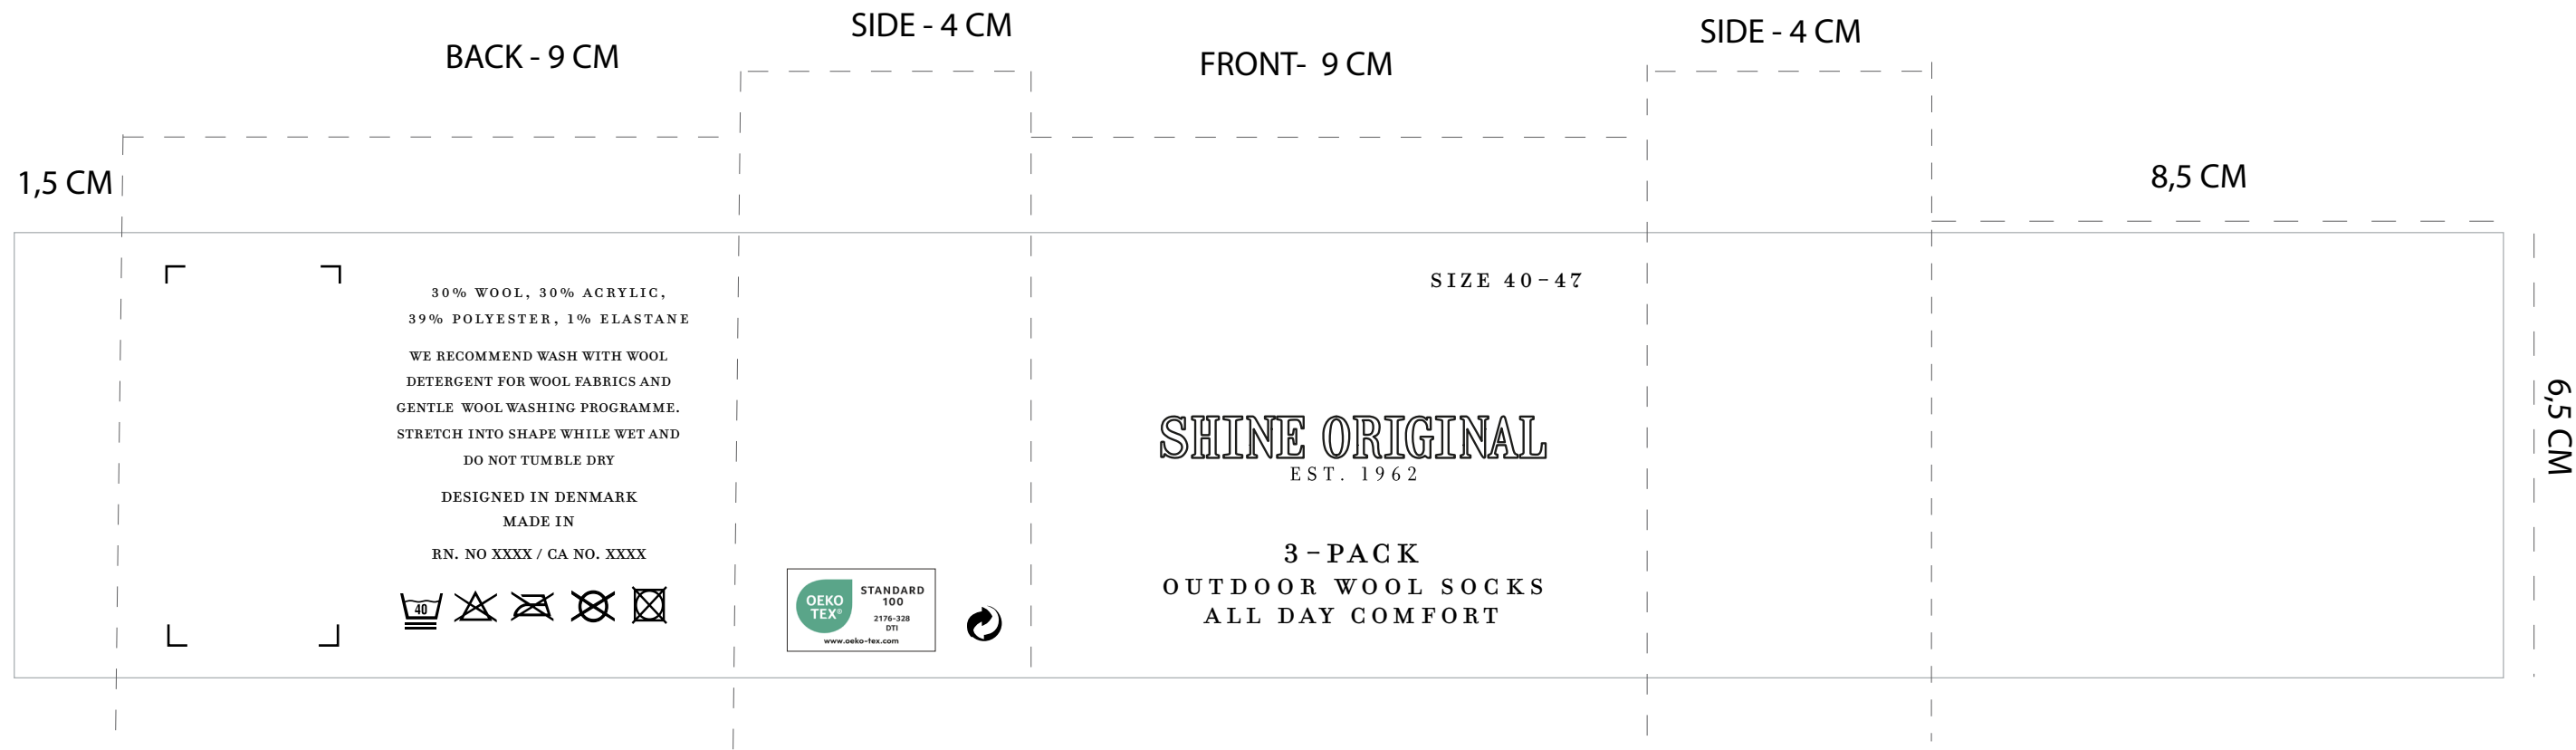 SIDE - 4 CM
SIDE - 4 CM
BACK - 9 CM
FRONT-  9 CM
1,5 CM
8,5 CM
6,5 CM
30% WOOL, 30% ACRYLIC,
39% POLYESTER, 1% ELASTANE
WE RECOMMEND WASH WITH WOOL
DETERGENT FOR WOOL FABRICS AND
GENTLE WOOL WASHING PROGRAMME.
STRETCH INTO SHAPE WHILE WET AND
DO NOT TUMBLE DRY
DESIGNED IN DENMARK
MADE IN
RN. NO XXXX / CA NO. XXXX
40
OEKO
TEX®
STANDARD
100
2176-328
DTI
www.oeko-tex.com
SIZE 40-47
SHINE ORIGINAL
EST. 1962
3-PACK
OUTDOOR WOOL SOCKS
ALL DAY COMFORT